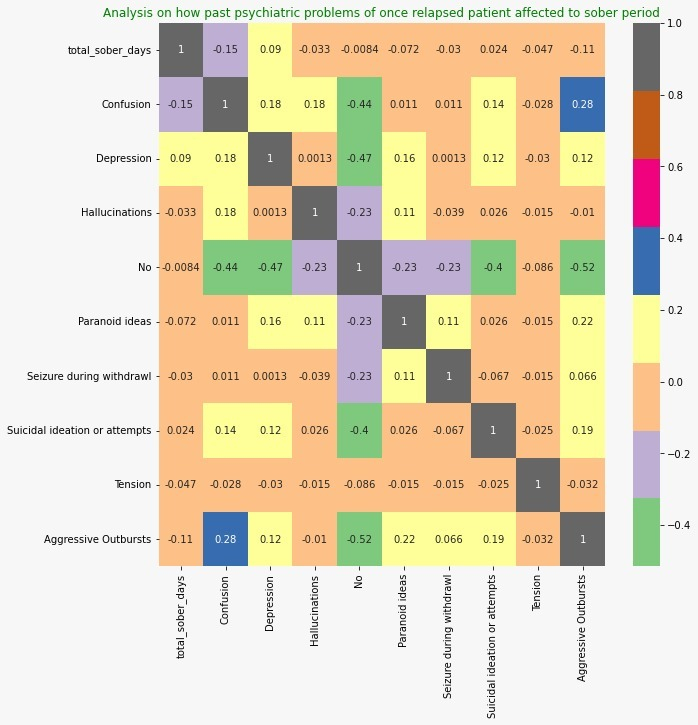 Analysis on how past psychiatric problems of once relapsed patient affected to sober period
total_sober_days 1 -0.15 0.09 -0.033 -0.0084 -0.072 -0.03 0.024 -0.047 -0.11
Confusion -0.15 1 0.18 0.18 -0.44 0.011 0.011 0.14 -0.028 0.28
Depression 0.09 0.18 1 0.0013 -0.47 0.16 0.0013 0.12 -0.03 0.12
Hallucinations -0.033 0.18 0.0013 1 -0.23 0.11 -0.039 0.026 -0.015 -0.01
No -0.0084 -0.44 -0.47 -0.23 1 -0.23 -0.23 -0.4 -0.086 -0.52
Paranoid ideas -0.072 0.011 0.16 0.11 -0.23 1 0.11 0.026 -0.015 0.22
Seizure during withdrawl -0.03 0.011 0.0013 -0.039 -0.23 0.11 1 -0.067 -0.015 0.066
Suicidal ideation or attempts 0.024 0.14 0.12 0.026 -0.4 0.026 -0.067 1 -0.025 0.19
Tension -0.047 -0.028 -0.03 -0.015 -0.086 -0.015 -0.015 -0.025 1 -0.032
Aggressive Outbursts -0.11 0.28 0.12 -0.01 -0.52 0.22 0.066 0.19 -0.032 1
total_sober_days
Confusion
Depression
Hallucinations
No
Paranoid ideas
Seizure during withdrawl
Suicidal ideation or attempts
Tension
Aggressive Outbursts
1.0
0.8
0.6
0.4
0.2
0.0
−0.2
−0.4